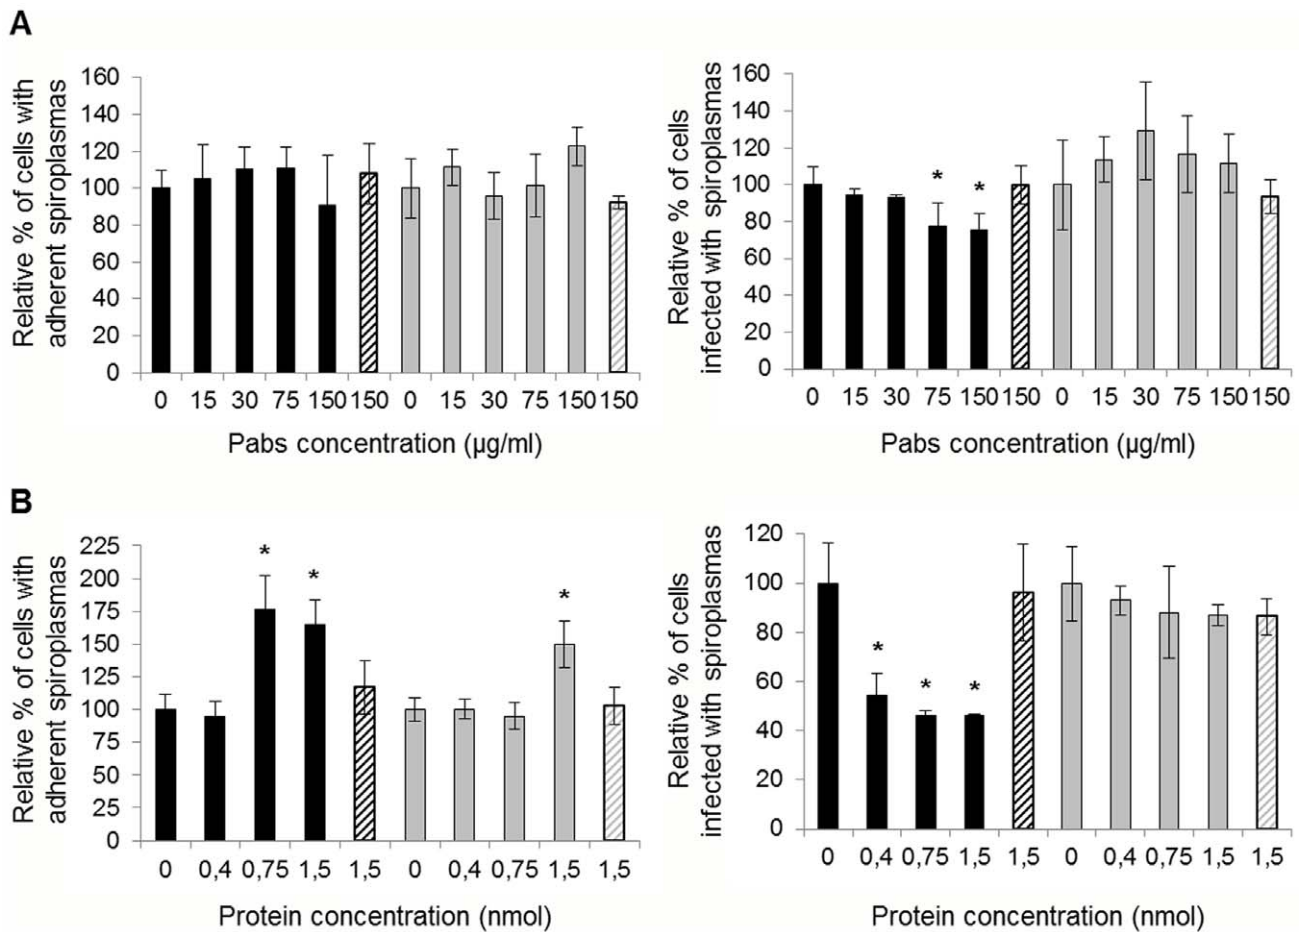 A
Relative % of cells with
adherent spiroplasmas
160
140
120
100
80
60
40
20
0
0 15 30 75 150 150 0 15 30 75 150 150
Pabs concentration (µg/ml)
Relative % of cells
infected with spiroplasmas
160
140
120
100
80
60
40
20
0
* *
0 15 30 75 150 150 0 15 30 75 150 150
Pabs concentration (µg/ml)
B
Relative % of cells with
adherent spiroplasmas
225
200
175
150
125
100
75
50
25
0
* * *
0 0,4 0,75 1,5 1,5 0 0,4 0,75 1,5 1,5
Protein concentration (nmol)
Relative % of cells
infected with spiroplasmas
120
100
80
60
40
20
0
* * *
0 0,4 0,75 1,5 1,5 0 0,4 0,75 1,5 1,5
Protein concentration (nmol)